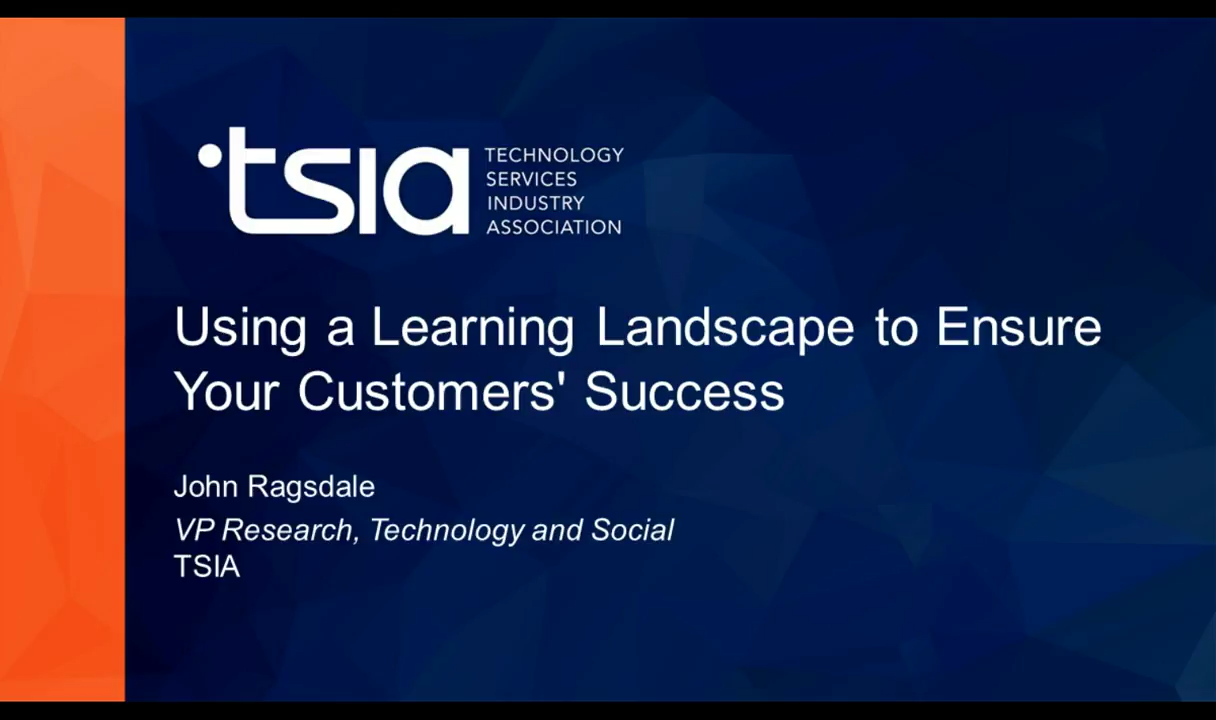 tsia
TECHNOLOGY
SERVICES
INDUSTRY
ASSOCIATION
Using a Learning Landscape to Ensure
Your Customers' Success
John Ragsdale
VP Research, Technology and Social
TSIA